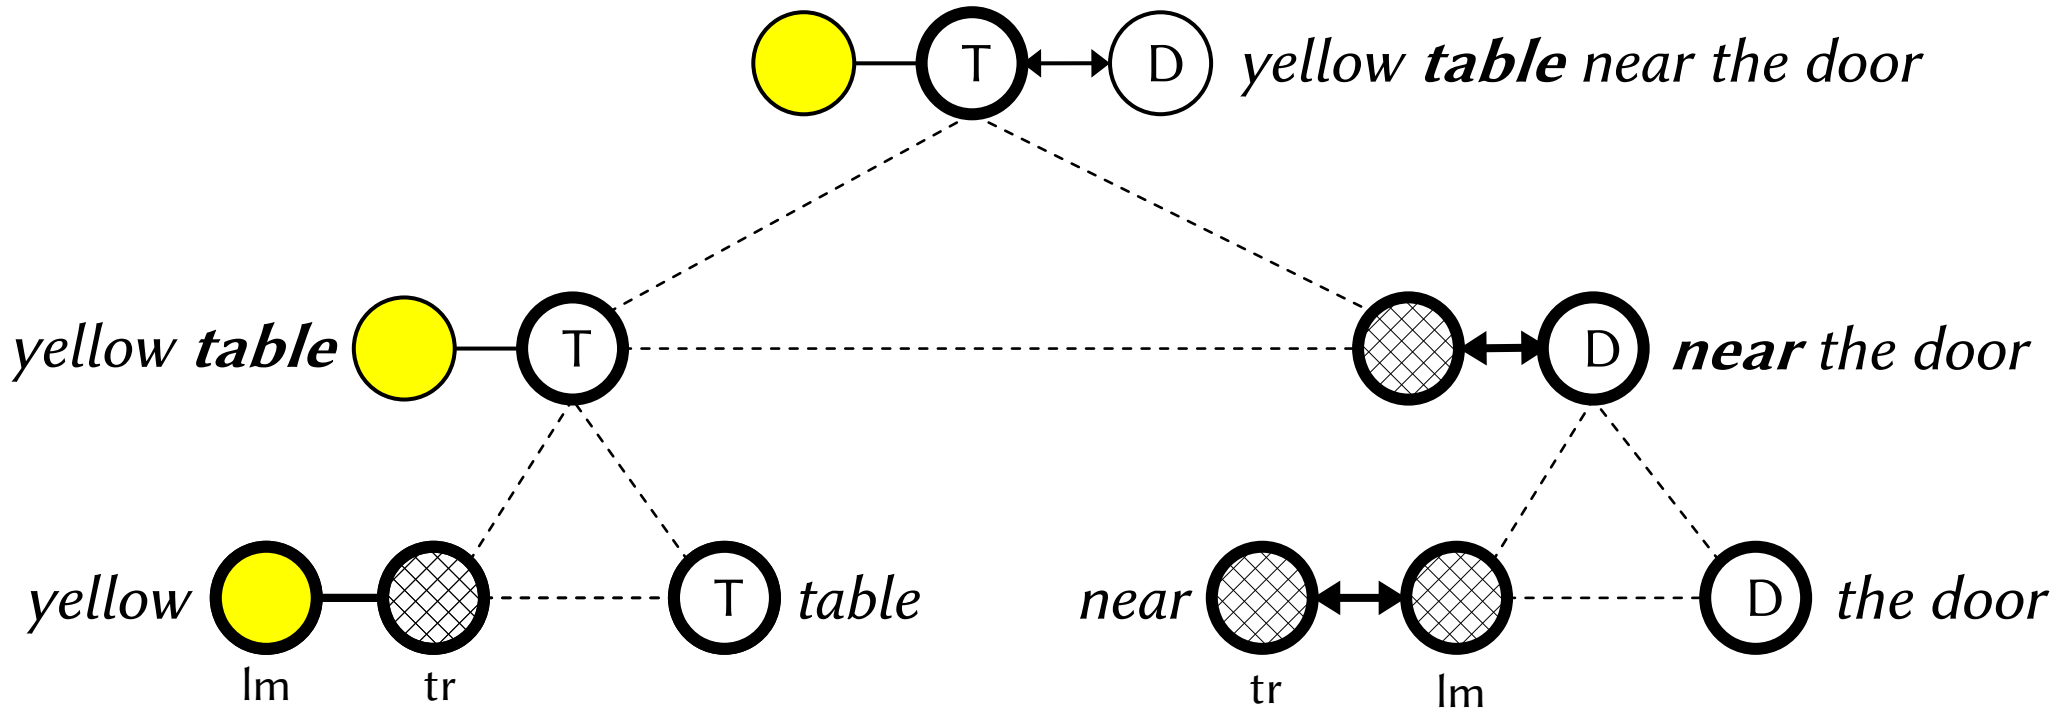 T D yellow table near the door
yellow table T D near the door
yellow T table near D the door
lm tr tr lm